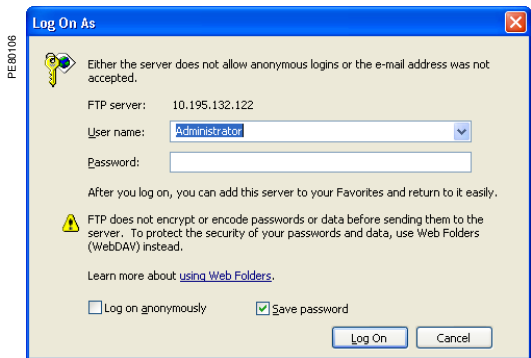 PE80106
Log On As
Either the server does not allow anonymous logins or the e-mail address was not
accepted.
FTP server: 10.195.132.122
User name: Administrator
Password:
After you log on, you can add this server to your Favorites and return to it easily.
FTP does not encrypt or encode passwords or data before sending them to the
server. To protect the security of your passwords and data, use Web Folders
(WebDAV) instead.
Learn more about using Web Folders.
Log on anonymously Save password
Log On Cancel